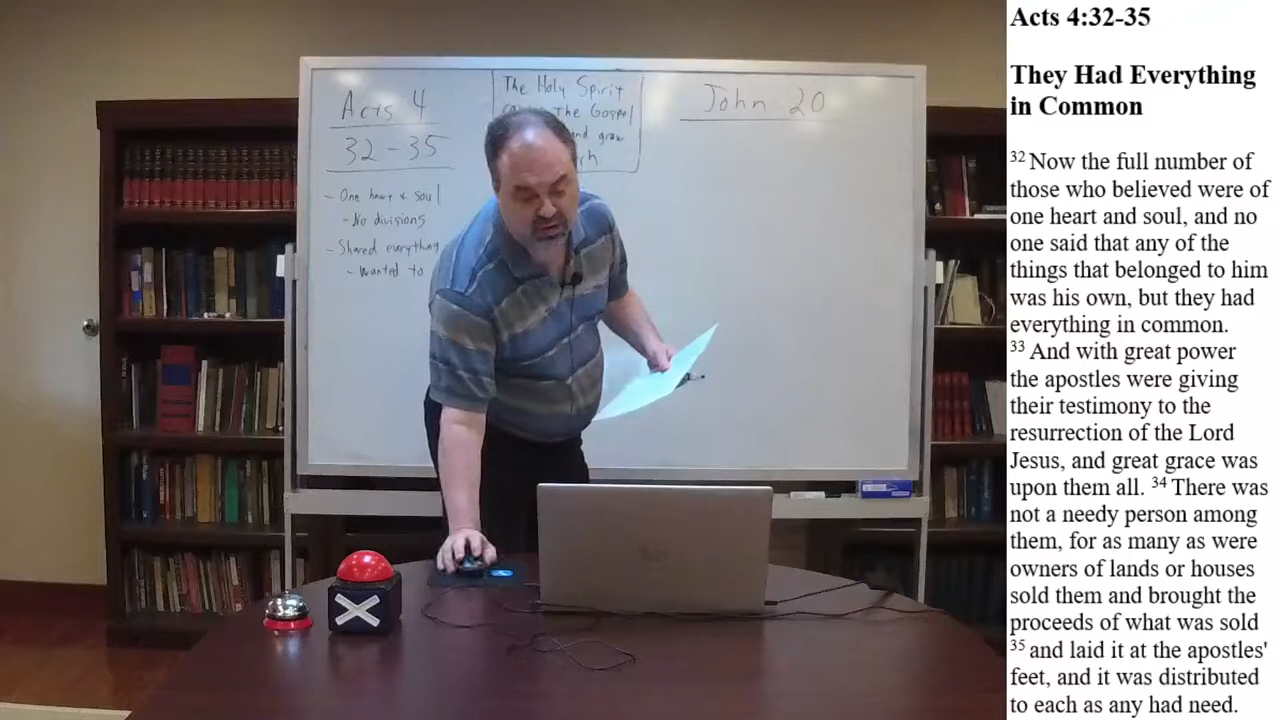 Acts 4
32-35
- One heart & soul
- No divisions
- Shared everything
- wanted to
The Holy Spirit
The Gospel
and grow
John 20
Acts 4:32-35
They Had Everything
in Common
32 Now the full number of
those who believed were of
one heart and soul, and no
one said that any of the
things that belonged to him
was his own, but they had
everything in common.
33 And with great power
the apostles were giving
their testimony to the
resurrection of the Lord
Jesus, and great grace was
upon them all. 34 There was
not a needy person among
them, for as many as were
owners of lands or houses
sold them and brought the
proceeds of what was sold
35 and laid it at the apostles'
feet, and it was distributed
to each as any had need.